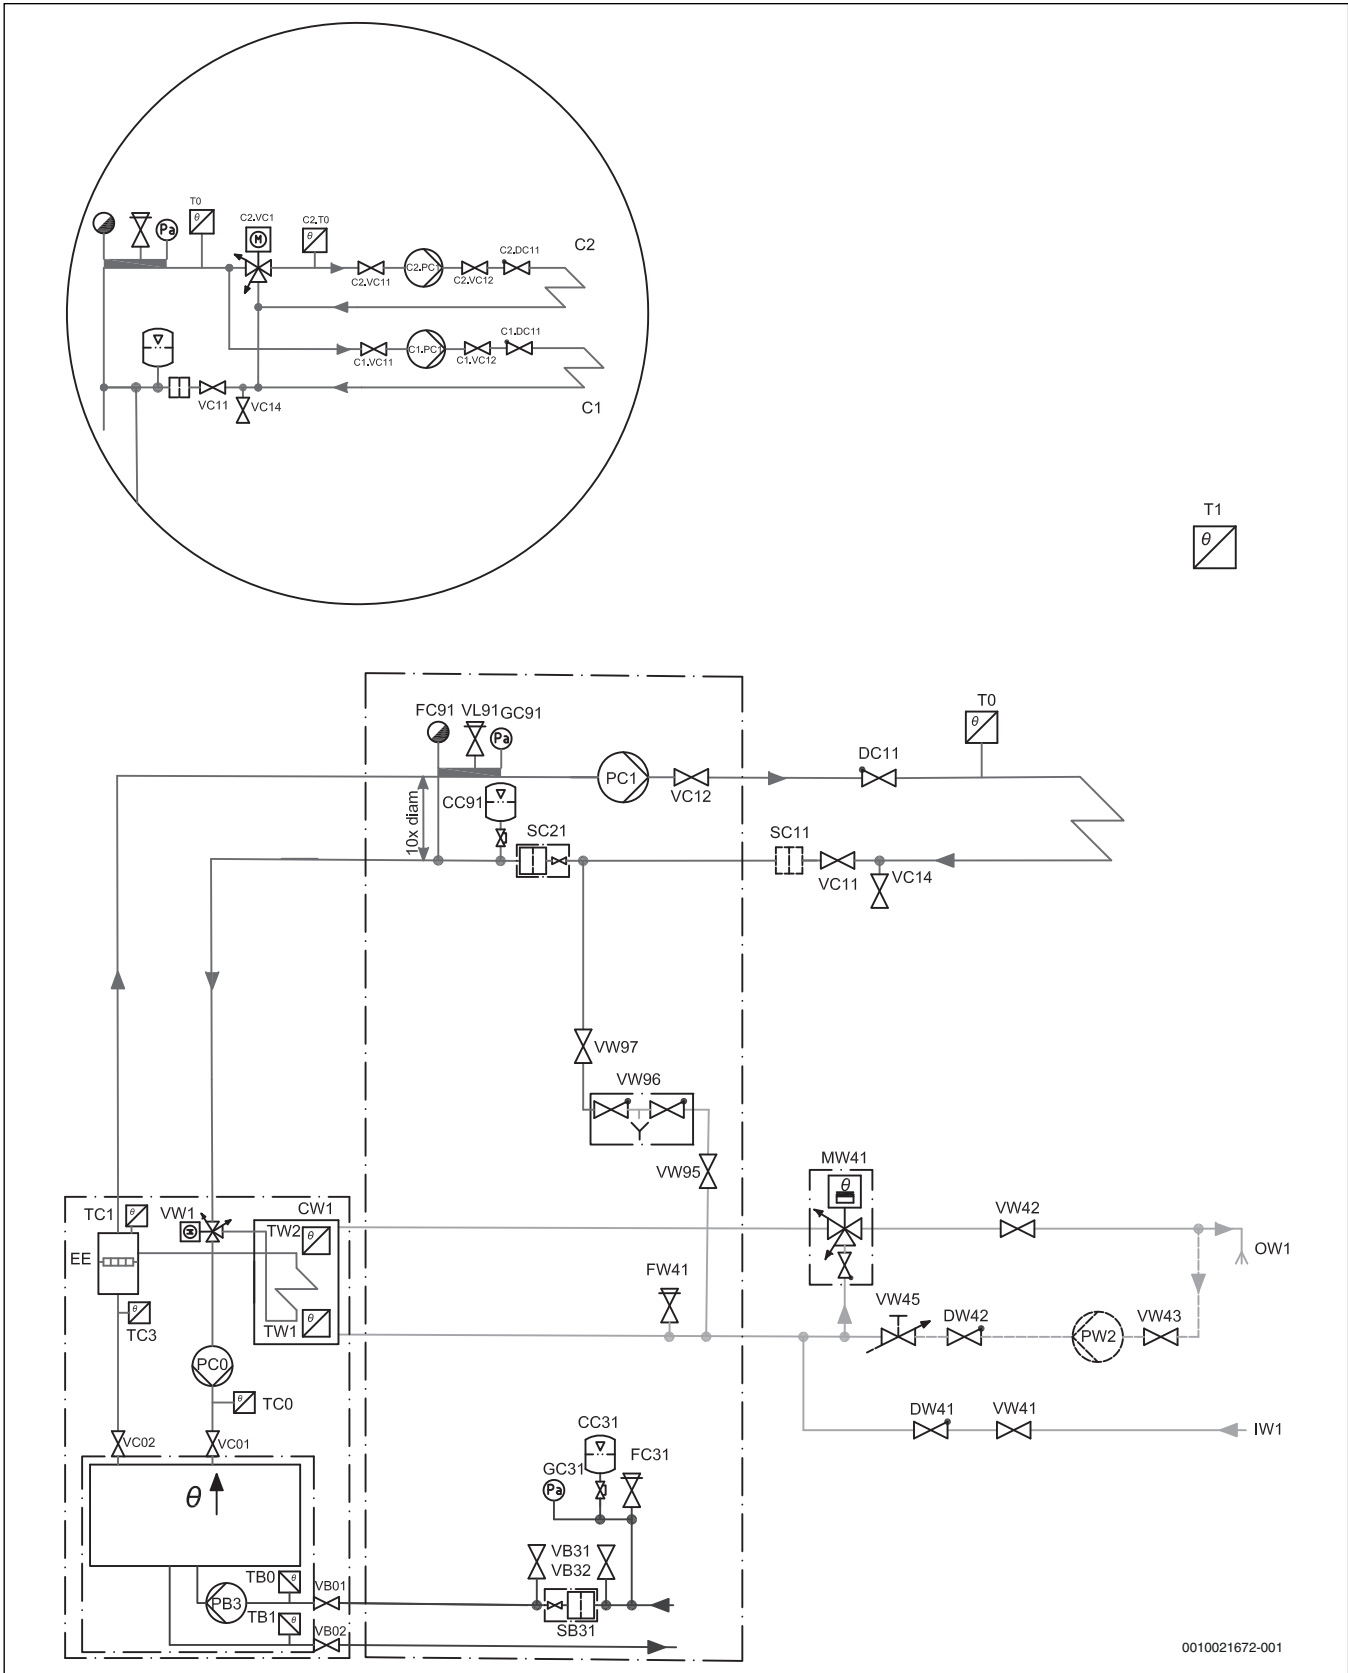 T0
C2.VC1
C2.T0
θ
M
θ
Pa
C2.DC11
C2
C2.PC1
C2.VC11
C2.VC12
C1.DC11
C1.PC1
C1.VC11
C1.VC12
VC11
VC14
C1
T1
θ
FC91
VL91
GC91
Pa
T0
θ
PC1
DC11
VC12
10x diam
CC91
SC21
SC11
VC11
VC14
VW97
VW96
VW95
MW41
θ
TC1
θ
VW1
M
CW1
TW2
θ
VW42
EE
OW1
FW41
VW45
DW42
TW1
θ
θ
TC3
PW2
VW43
PC0
θ
TC0
DW41
VW41
IW1
VC02
VC01
CC31
FC31
GC31
Pa
θ
VB31
VB32
TB0
θ
VB01
PB3
TB1
θ
SB31
VB02
0010021672-001